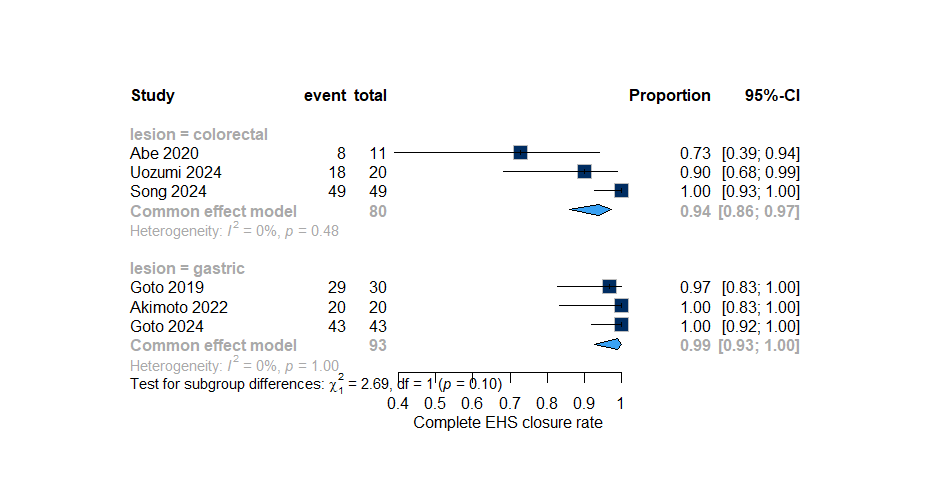 Study event total Proportion 95%-CI
lesion = colorectal
Abe 2020 8 11 0.73 [0.39; 0.94]
Uozumi 2024 18 20 0.90 [0.68; 0.99]
Song 2024 49 49 1.00 [0.93; 1.00]
Common effect model 80 0.94 [0.86; 0.97]
Heterogeneity: I² = 0%, p = 0.48
lesion = gastric
Goto 2019 29 30 0.97 [0.83; 1.00]
Akimoto 2022 20 20 1.00 [0.83; 1.00]
Goto 2024 43 43 1.00 [0.92; 1.00]
Common effect model 93 0.99 [0.93; 1.00]
Heterogeneity: I² = 0%, p = 1.00
Test for subgroup differences: χ²₁ = 2.69, df = 1 (p = 0.10)
0.4 0.5 0.6 0.7 0.8 0.9 1
Complete EHS closure rate